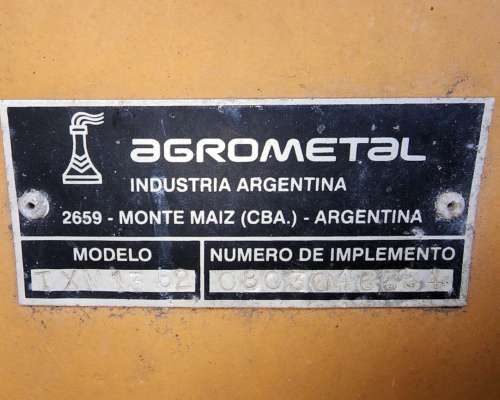 AGROMETAL
INDUSTRIA ARGENTINA
2659 - MONTE MAIZ (CBA.) - ARGENTINA
MODELO
NUMERO DE IMPLEMENTO